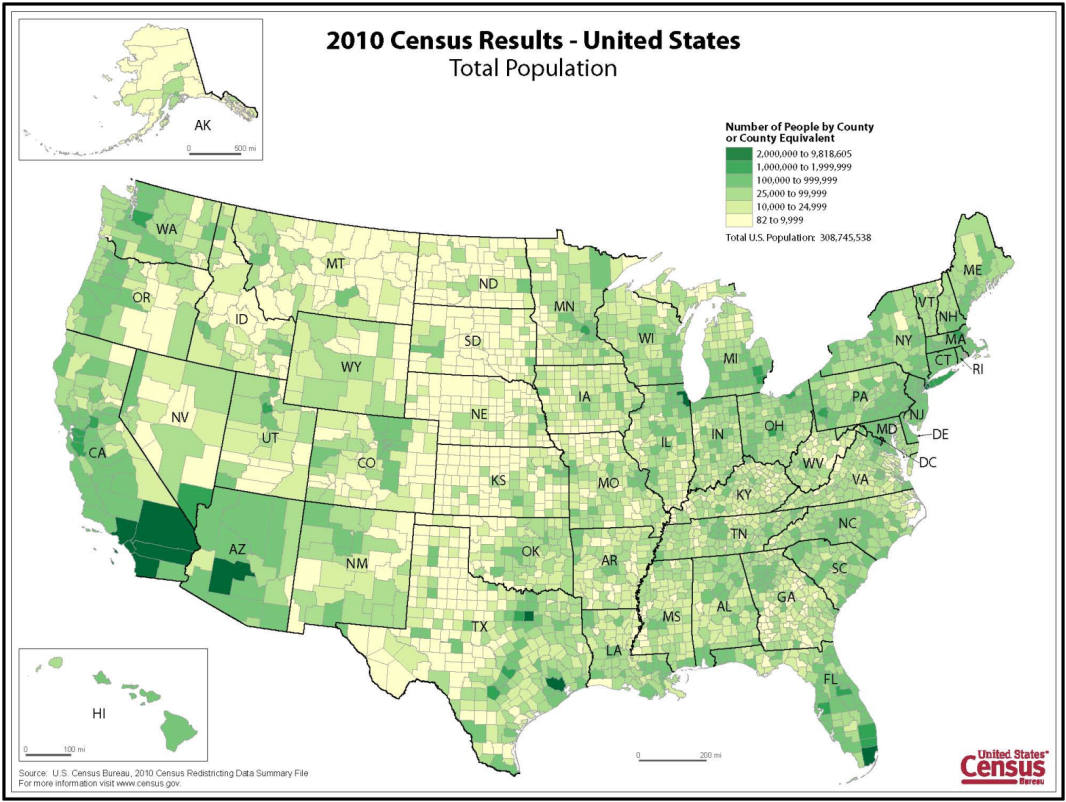 2010 Census Results - United States
Total Population
AK
0 500 mi
Number of People by County
or County Equivalent
2,000,000 to 9,818,605
1,000,000 to 1,999,999
100,000 to 999,999
25,000 to 99,999
10,000 to 24,999
82 to 9,999
Total U.S. Population: 308,745,538
WA
MT
ND
MN
ME
VT
NH
OR
ID
SD
WI
MI
NY
MA
CT
RI
WY
NE
IA
PA
NJ
NV
UT
CO
IL
IN
OH
MD
DE
DC
CA
KS
MO
WV
VA
KY
AZ
NM
OK
AR
TN
NC
SC
TX
MS
AL
GA
LA
FL
HI
0 100 mi
0 200 mi
Source: U.S. Census Bureau, 2010 Census Redistricting Data Summary File
For more information visit www.census.gov.
United States®
Census
Bureau